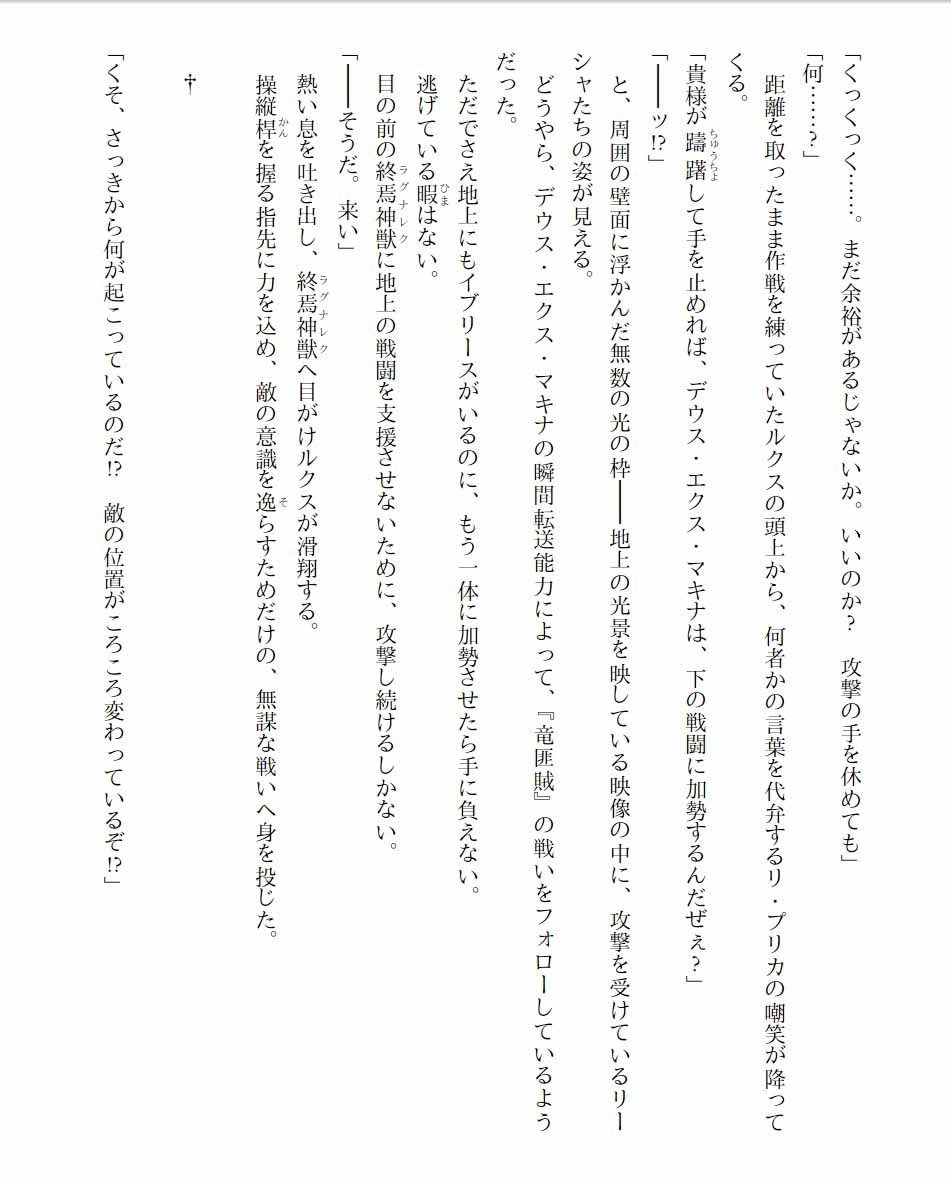 「くっくっく……。まだ余裕があるじゃないか。いいのか？　攻撃の手を休めても」
「何……？」
　距離を取ったまま作戦を練っていたルクスの頭上から、何者かの言葉を代弁するリ・プリカの嘲笑が降って
くる。
「貴様が躊躇して手を止めれば、デウス・エクス・マキナは、下の戦闘に加勢するんだぜぇ？」
「――ッ!?」
　と、周囲の壁面に浮かんだ無数の光の枠――地上の光景を映している映像の中に、攻撃を受けているリー
シャたちの姿が見える。
　どうやら、デウス・エクス・マキナの瞬間転送能力によって、『竜匪賊』の戦いをフォローしているよう
だった。
　ただでさえ地上にもイブリースがいるのに、もう一体に加勢させたら手に負えない。
　逃げている暇はない。
　目の前の終焉神獣に地上の戦闘を支援させないために、攻撃し続けるしかない。
「――そうだ。来い」
　熱い息を吐き出し、終焉神獣へ目がけルクスが滑翔する。
　操縦桿を握る指先に力を込め、敵の意識を逸らすためだけの、無謀な戦いへ身を投じた。
†
「くそ、さっきから何が起こっているのだ!?　敵の位置がころころ変わっているぞ!?」